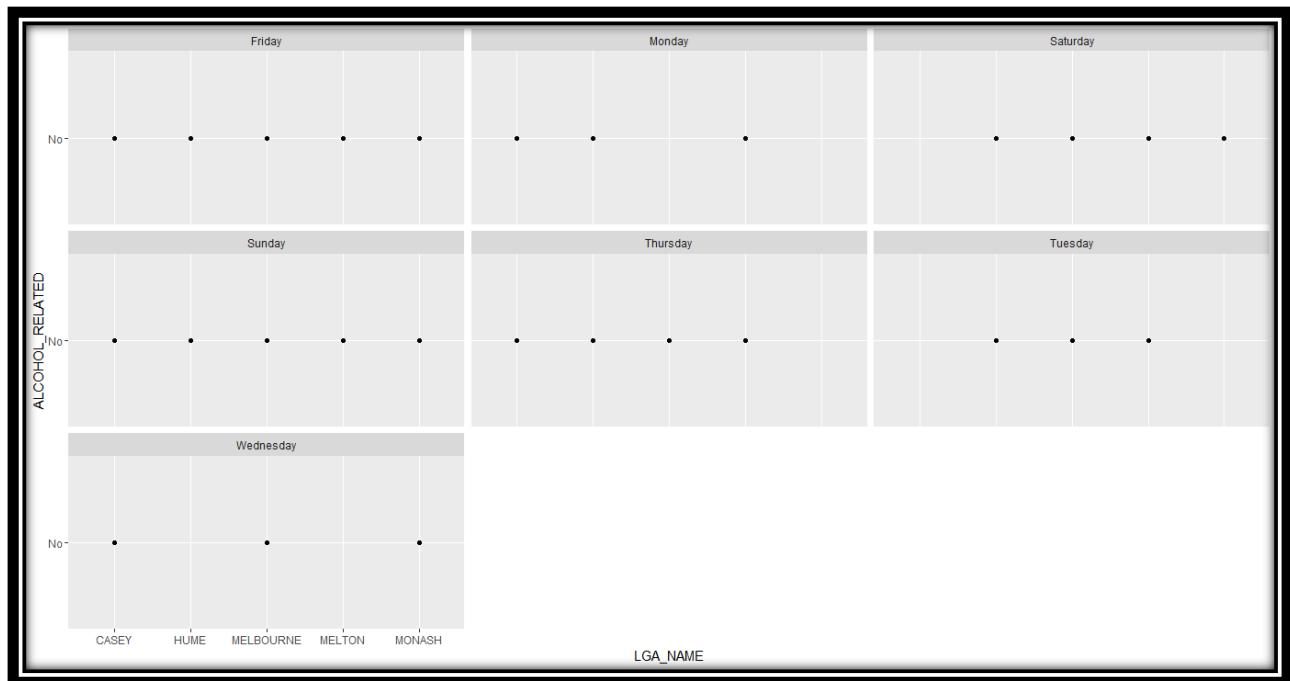 Friday Monday Saturday
No
Sunday Thursday Tuesday
No
Wednesday
No
CASEY HUME MELBOURNE MELTON MONASH
LGA_NAME
ALCOHOL_RELATED